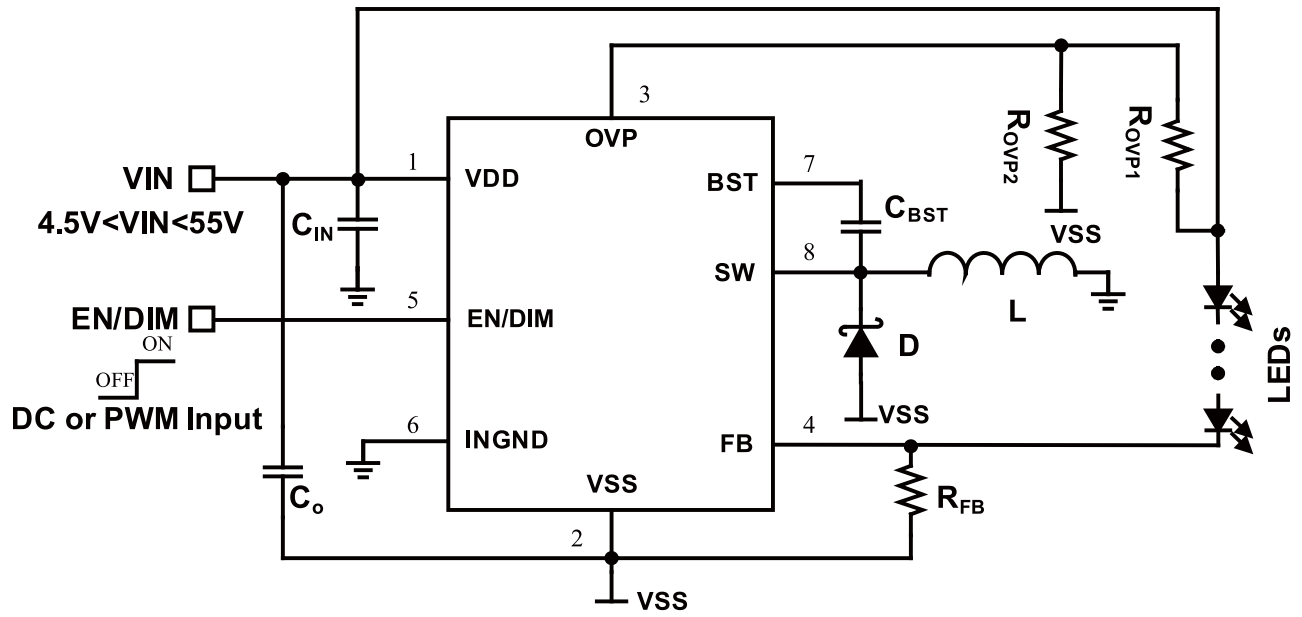 3
OVP
ROVP2
ROVP1
1
VDD
7
BST
VIN
4.5V<VIN<55V
CIN
CBST
VSS
8
SW
5
EN/DIM
EN/DIM
L
ON
OFF
D
LEDs
DC or PWM Input
VSS
6
INGND
4
FB
VSS
Co
RFB
2
VSS